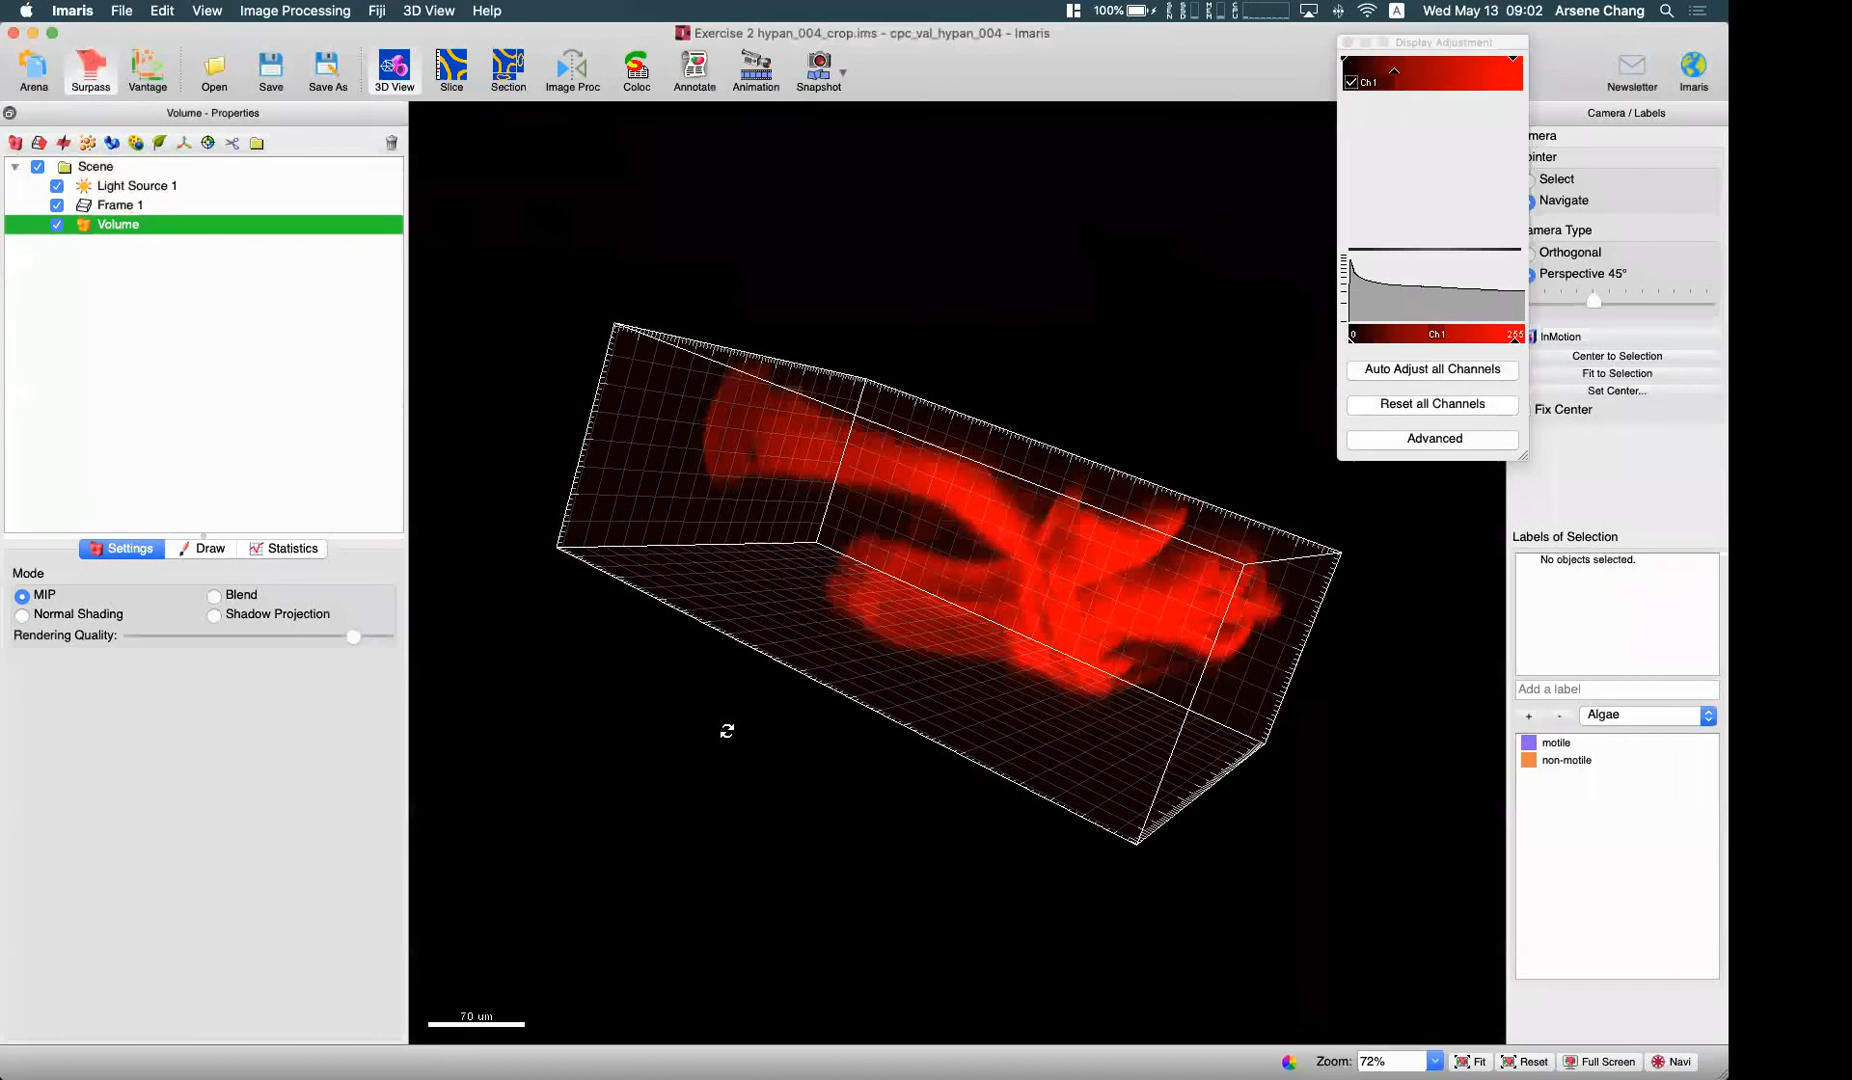 Imaris File Edit View Image Processing Fiji 3D View Help 100% A Wed May 13 09:02 Arsene Chang
Exercise 2 hypan_004_crop.ims - cpc_val_hypan_004 - Imaris
Arena Surpass Vantage Open Save Save As 3D View Slice Section Image Proc Coloc Annotate Animation Snapshot Newsletter Imaris
Display Adjustment
Ch1
Auto Adjust all Channels
Reset all Channels
Advanced
0 Ch1 255
Volume - Properties
Scene
Light Source 1
Frame 1
Volume
Settings Draw Statistics
Mode
MIP Blend
Normal Shading Shadow Projection
Rendering Quality:
70 um
Camera / Labels
mera
ointer
Select
Navigate
amera Type
Orthogonal
Perspective 45°
InMotion
Center to Selection
Fit to Selection
Set Center...
Fix Center
Labels of Selection
No objects selected.
Add a label
+ - Algae
motile
non-motile
Zoom: 72% Fit Reset Full Screen Navi